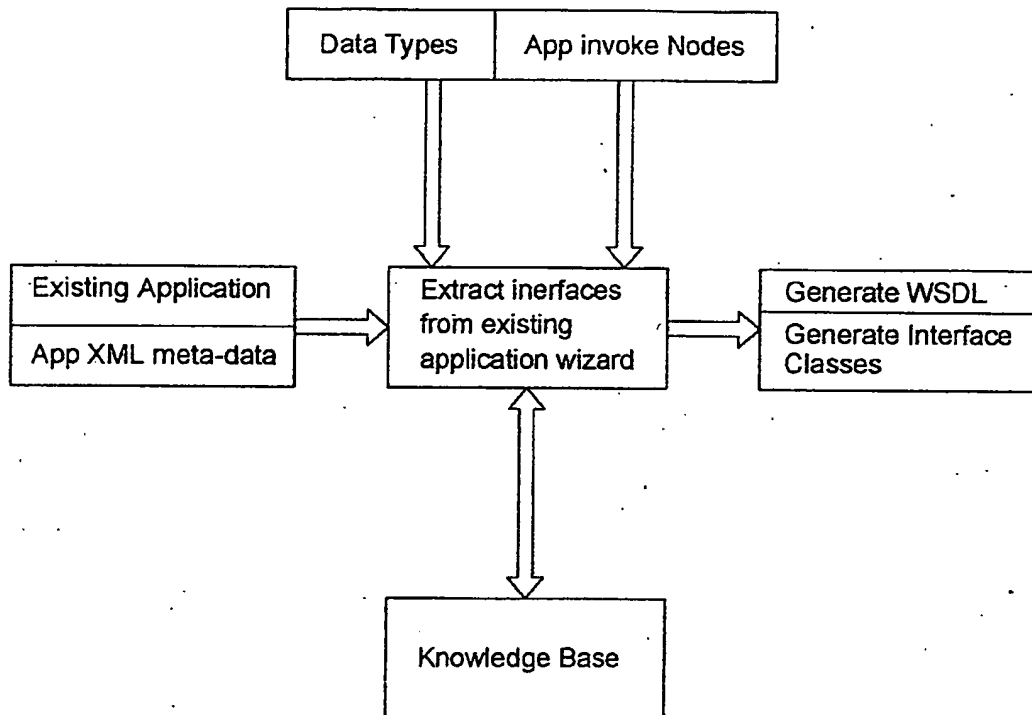 Data Types
App invoke Nodes
Existing Application
App XML meta-data
Extract inerfaces
from existing
application wizard
Generate WSDL
Generate Interface
Classes
Knowledge Base